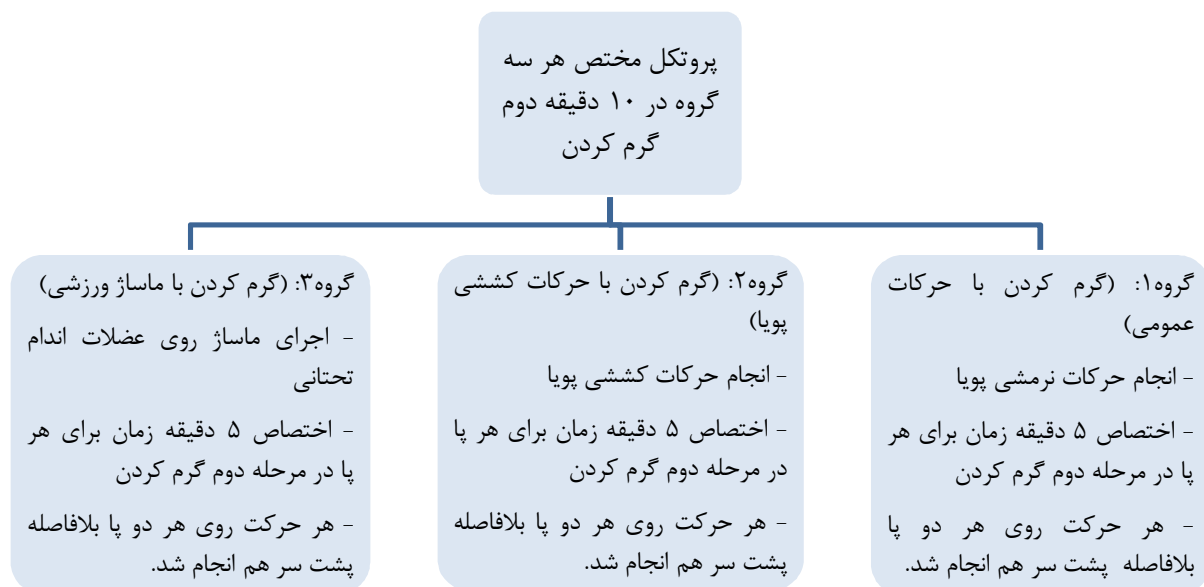 پروتکل مختص هر سه
گروه در ۱۰ دقیقه دوم
گرم کردن
گروه۱: (گرم کردن با حرکات
عمومی)
- انجام حرکات نرمشی پویا
- اختصاص ۵ دقیقه زمان برای هر
پا در مرحله دوم گرم کردن
- هر حرکت روی هر دو پا
بلافاصله پشت سر هم انجام شد.
گروه۲: (گرم کردن با حرکات کششی
پویا)
- انجام حرکات کششی پویا
- اختصاص ۵ دقیقه زمان برای هر پا
در مرحله دوم گرم کردن
- هر حرکت روی هر دو پا بلافاصله
پشت سر هم انجام شد.
گروه۳: (گرم کردن با ماساژ ورزشی)
- اجرای ماساژ روی عضلات اندام
تحتانی
- اختصاص ۵ دقیقه زمان برای هر
پا در مرحله دوم گرم کردن
- هر حرکت روی هر دو پا بلافاصله
پشت سر هم انجام شد.